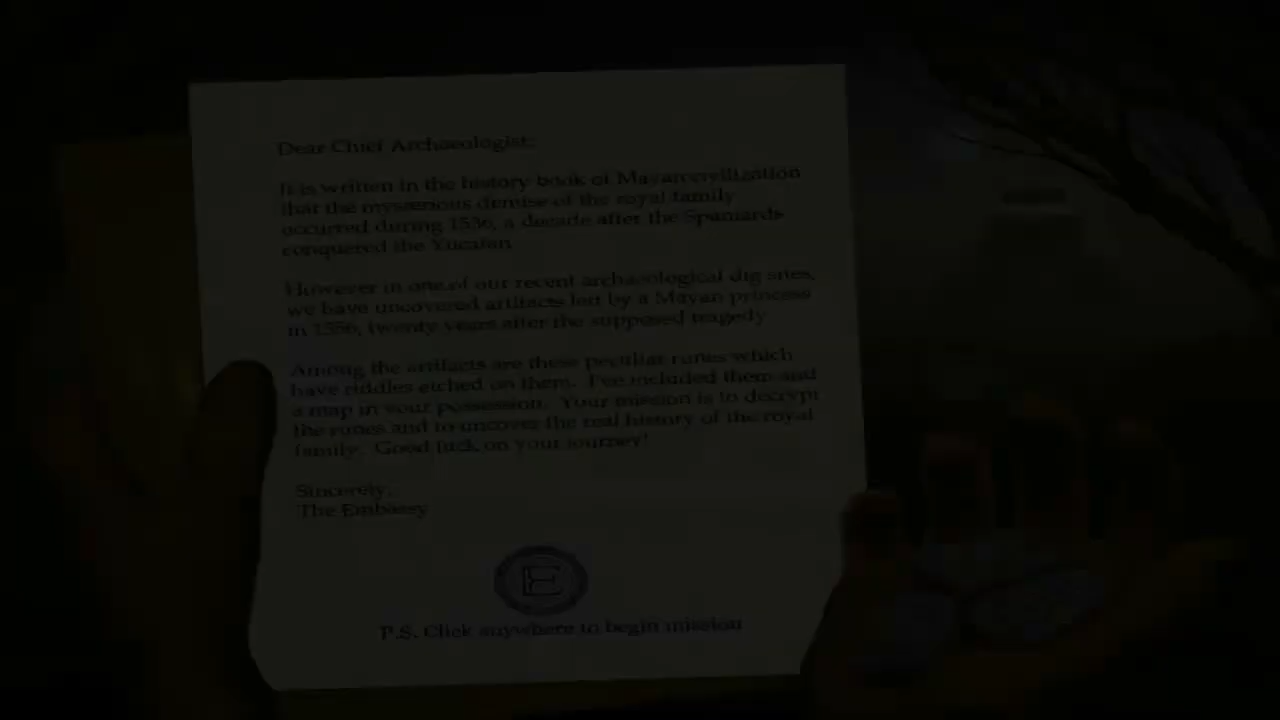 Dear Chief Archaeologist:
It is written in the history book of Mayan civilization
that the mysterious demise of the royal family
occurred during 1536, a decade after the Spaniards
conquered the Yucatan
However in one of our recent archaeological dig sites,
we have uncovered artifacts led by a Mayan princess
in 1556, twenty years after the supposed tragedy
Among the artifacts are these peculiar runes which
have riddles etched on them. I've included them and
a map in your possession. Your mission is to decrypt
the runes and to uncover the real history of the royal
family. Good luck on your journey!
Sincerely,
The Embassy
E
P.S. Click anywhere to begin mission